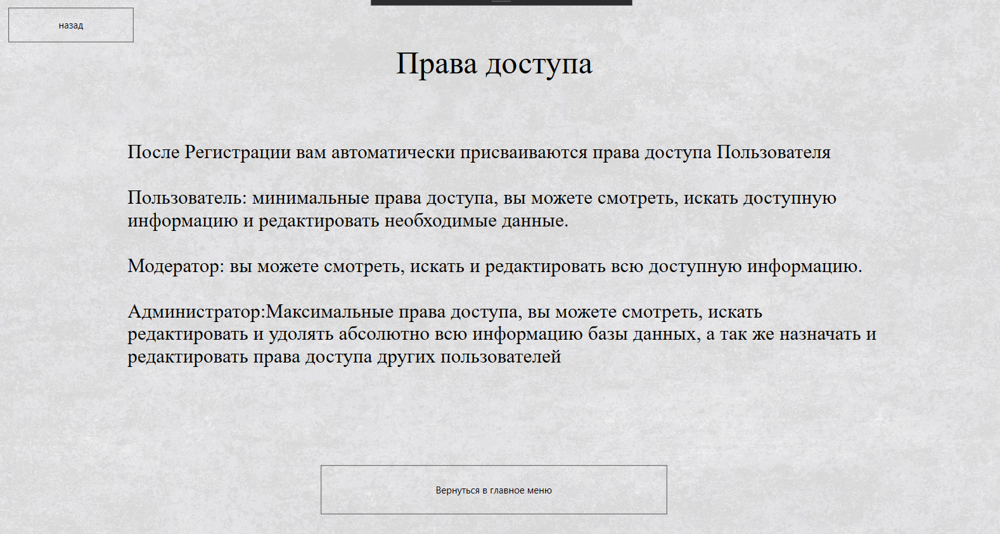 назад
Права доступа
После Регистрации вам автоматически присваиваются права доступа Пользователя
Пользователь: минимальные права доступа, вы можете смотреть, искать доступную
информацию и редактировать необходимые данные.
Модератор: вы можете смотреть, искать и редактировать всю доступную информацию.
Администратор:Максимальные права доступа, вы можете смотреть, искать
редактировать и удолять абсолютно всю информацию базы данных, а так же назначать и
редактировать права доступа других пользователей
Вернуться в главное меню